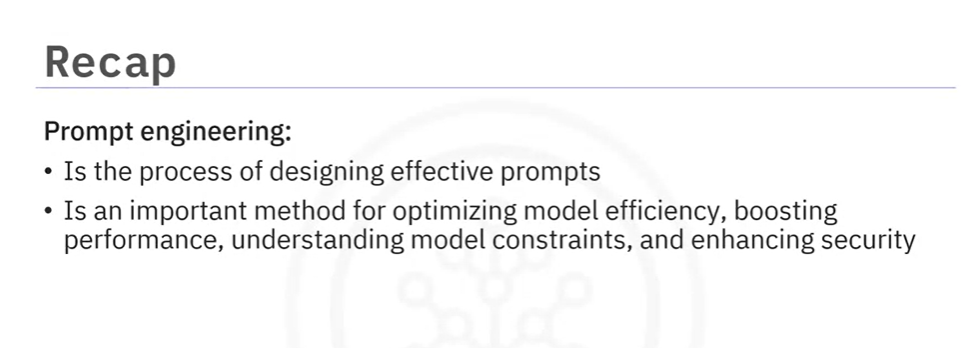 Recap
Prompt engineering:
• Is the process of designing effective prompts
• Is an important method for optimizing model efficiency, boosting
performance, understanding model constraints, and enhancing security